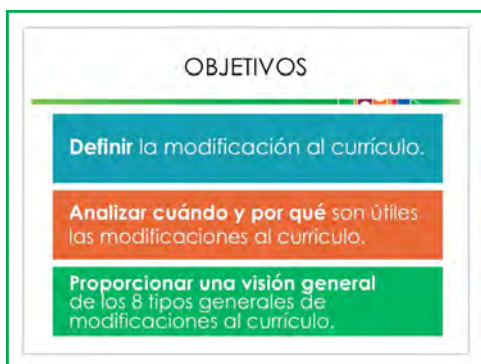 OBJETIVOS
Definir la modificación al currículo.
Analizar cuándo y por qué son útiles
las modificaciones al currículo.
Proporcionar una visión general
de los 8 tipos generales de
modificaciones al currículo.